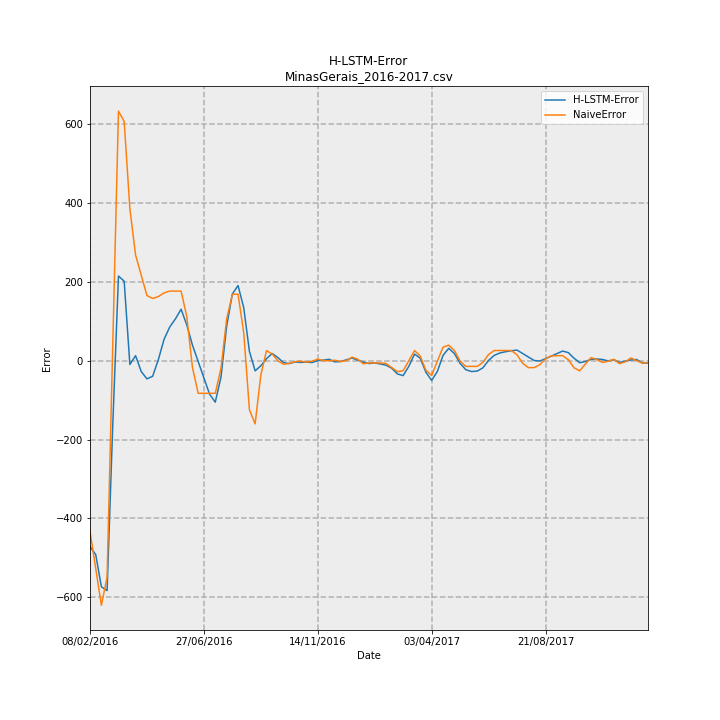 H-LSTM-Error
MinasGerais_2016-2017.csv
H-LSTM-Error
NaiveError
600
400
200
0
−200
−400
−600
Error
08/02/2016
27/06/2016
14/11/2016
03/04/2017
21/08/2017
Date